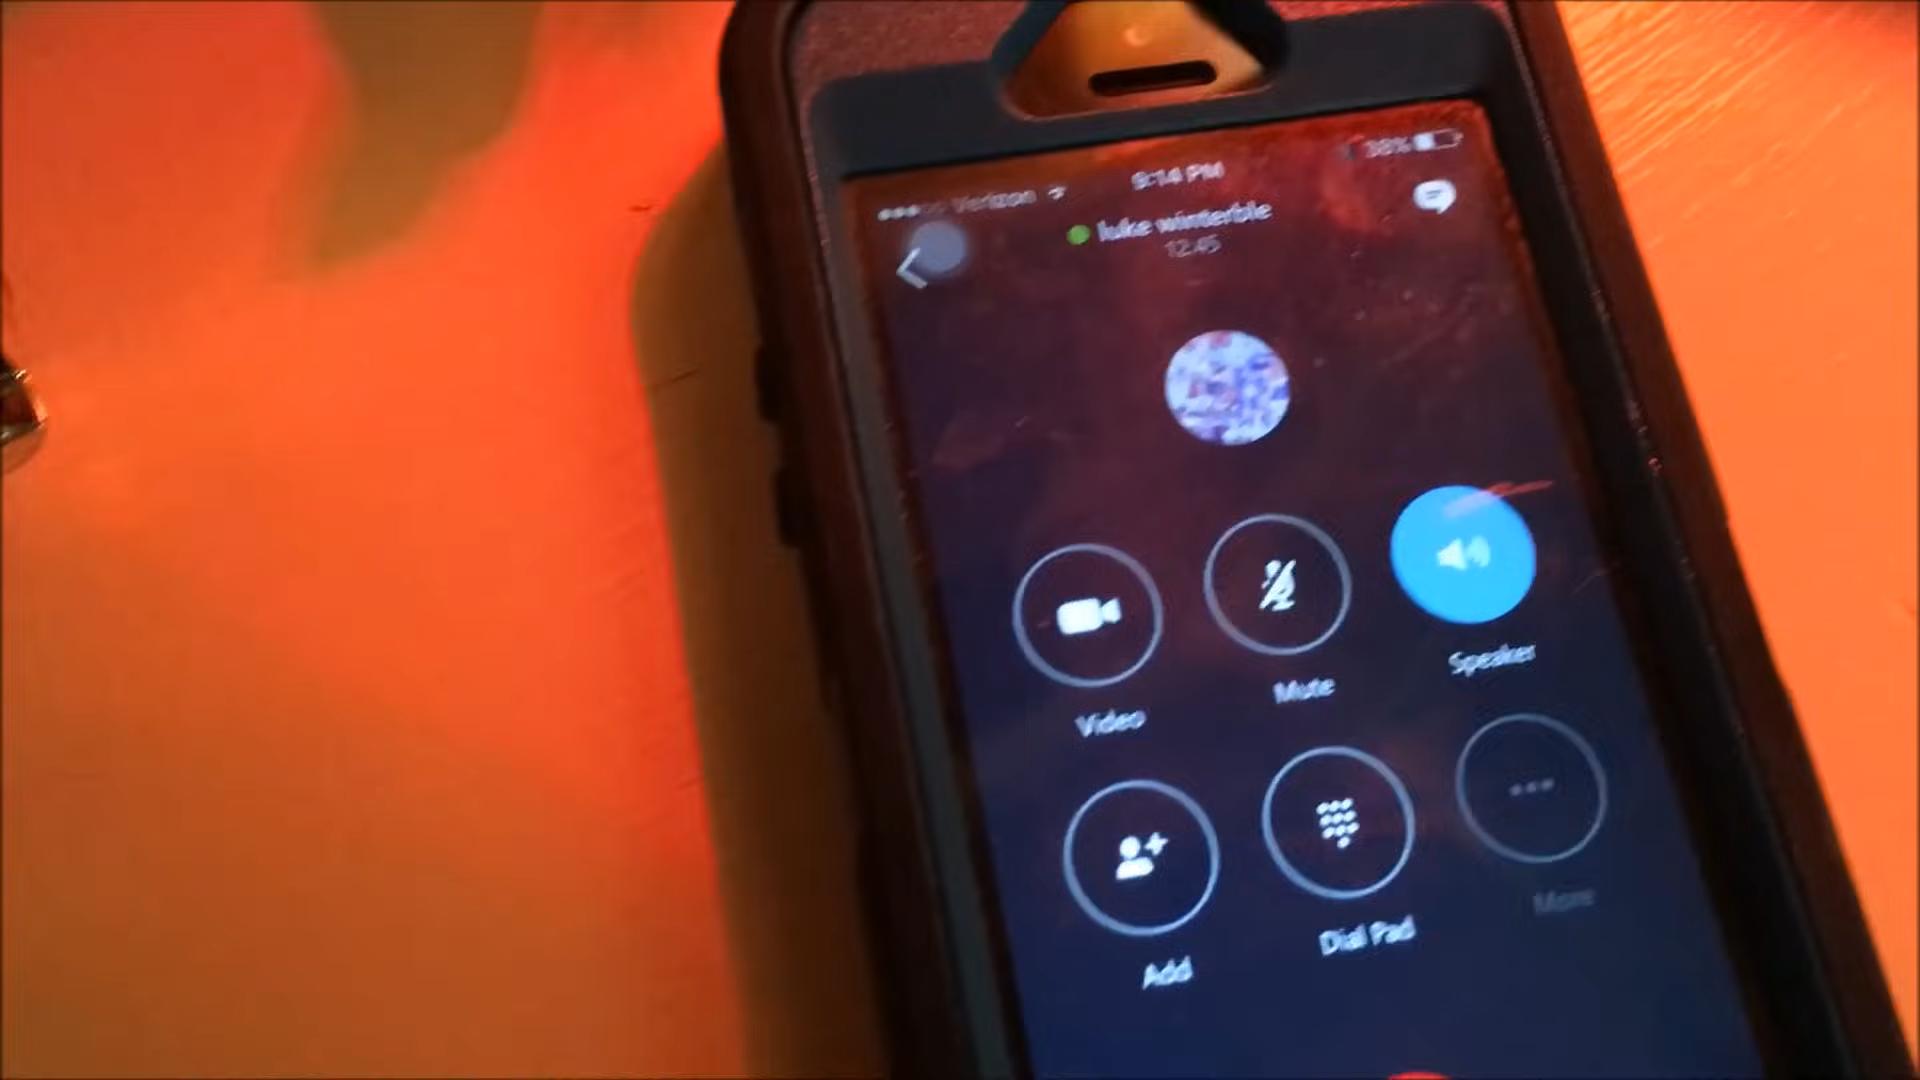 Verizon 9:14 PM 38%
luke winterble
12:45
Video Mute Speaker
Add Dial Pad More